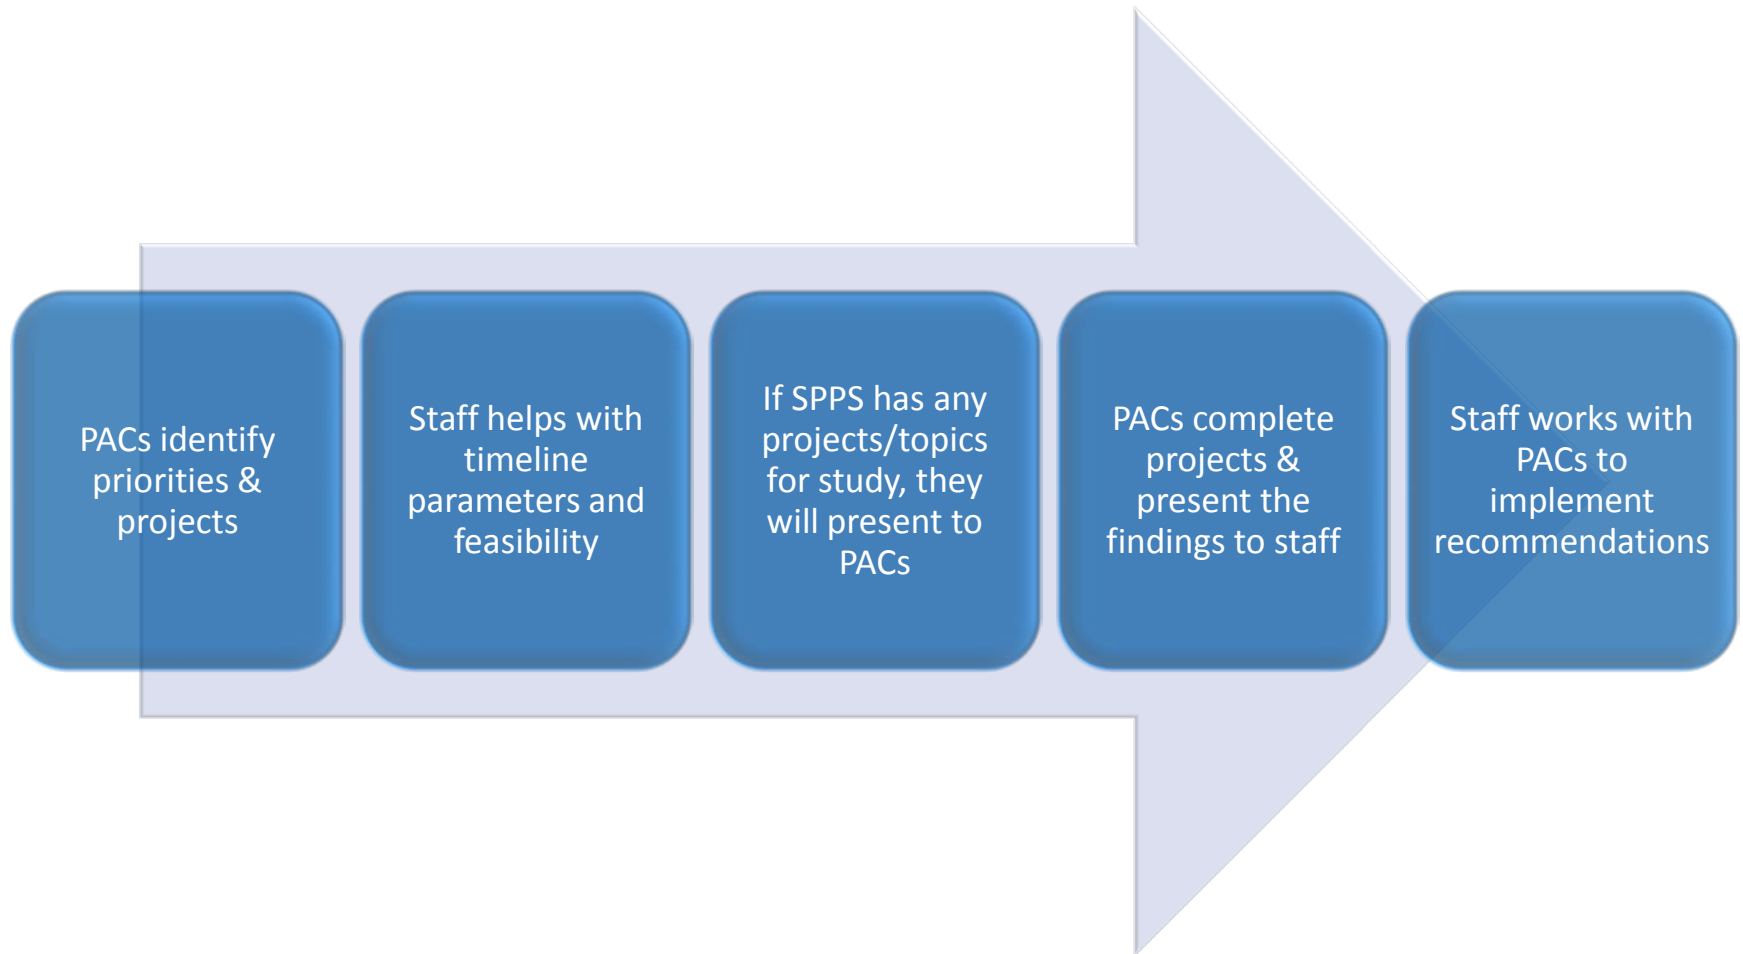 PACs identify
priorities &
projects
Staff helps with
timeline
parameters and
feasibility
If SPPS has any
projects/topics
for study, they
will present to
PACs
PACs complete
projects &
present the
findings to staff
Staff works with
PACs to
implement
recommendations